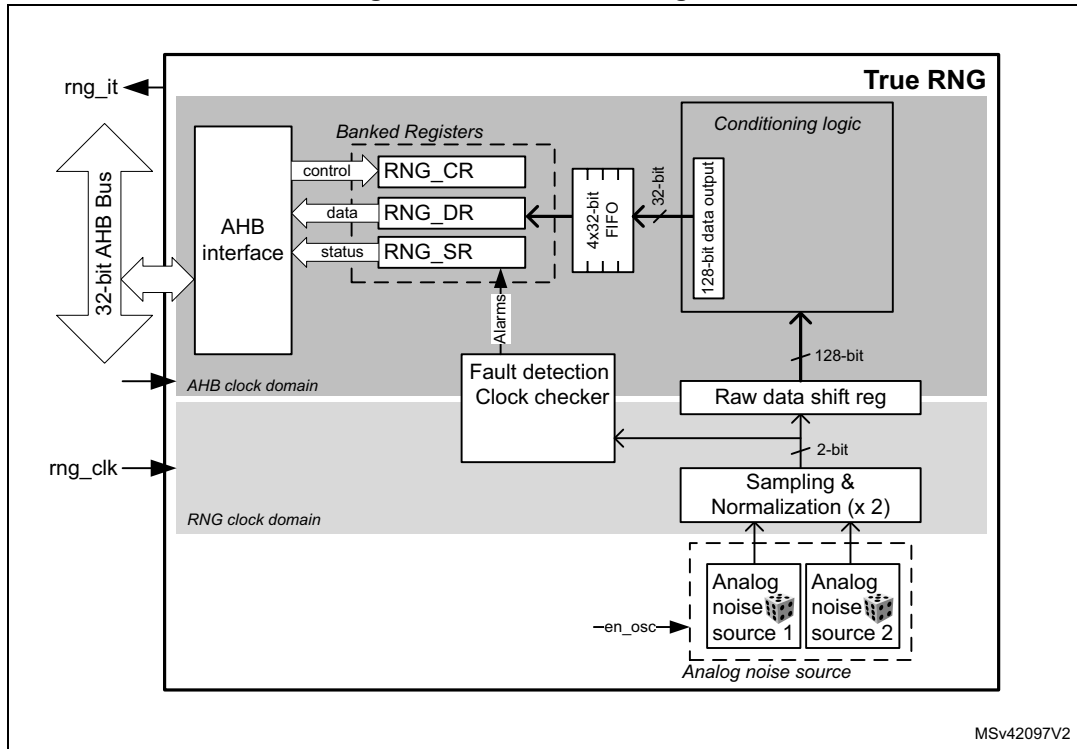 True RNG
rng_it
Banked Registers
Conditioning logic
control
RNG_CR
data
RNG_DR
status
RNG_SR
AHB
interface
32-bit AHB Bus
4x32-bit
FIFO
32-bit
128-bit data output
Alarms
128-bit
AHB clock domain
Fault detection
Clock checker
Raw data shift reg
2-bit
rng_clk
Sampling &
Normalization (x 2)
RNG clock domain
Analog
noise
source 1
Analog
noise
source 2
en_osc
Analog noise source
MSv42097V2